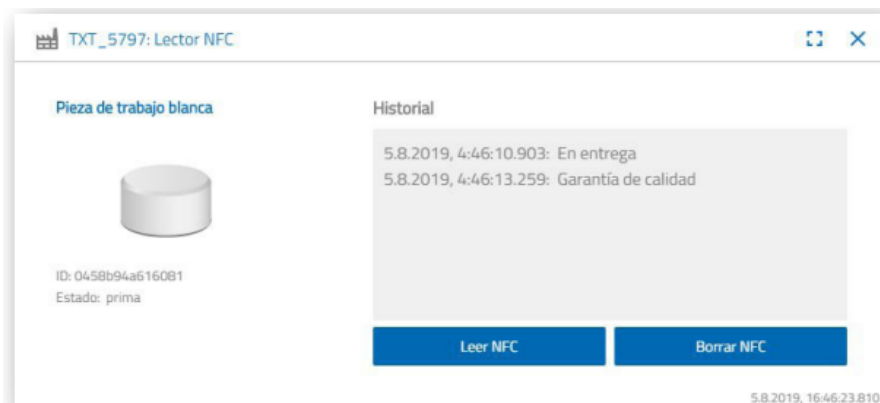 TXT_5797: Lector NFC
Pieza de trabajo blanca
Historial
5.8.2019, 4:46:10.903: En entrega
5.8.2019, 4:46:13.259: Garantía de calidad
ID: 0458b94a616081
Estado: prima
Leer NFC
Borrar NFC
5.8.2019, 16:46:23.810